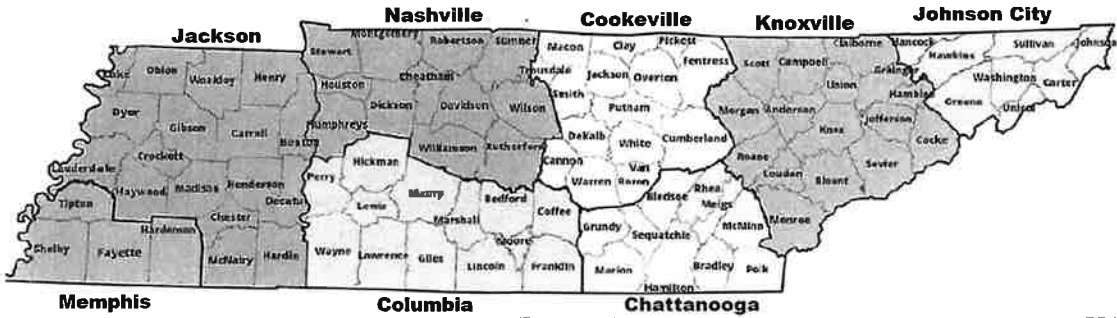 Jackson
Nashville
Cookeville
Knoxville
Johnson City
Lake
Obion
Weakley
Henry
Dyer
Gibson
Carroll
Benton
Lauderdale
Crockett
Haywood
Madison
Henderson
Decatur
Chester
McNairy
Hardin
Tipton
Shelby
Fayette
Hardeman
Stewart
Montgomery
Robertson
Sumner
Houston
Cheatham
Dickson
Davidson
Wilson
Humphreys
Williamson
Rutherford
Perry
Hickman
Lewis
Maury
Marshall
Bedford
Coffee
Moore
Wayne
Lawrence
Giles
Lincoln
Franklin
Macon
Clay
Pickett
Trousdale
Jackson
Overton
Fentress
Smith
Putnam
DeKalb
White
Cumberland
Cannon
Warren
Van
Buren
Bledsoe
Rhea
Meigs
McMinn
Grundy
Sequatchie
Marion
Hamilton
Bradley
Polk
Scott
Campbell
Claiborne
Union
Grainger
Hamblen
Morgan
Anderson
Knox
Jefferson
Cocke
Roane
Loudon
Blount
Sevier
Monroe
Hancock
Hawkins
Sullivan
Johnson
Washington
Carter
Greene
Unicoi
Memphis
Columbia
Chattanooga